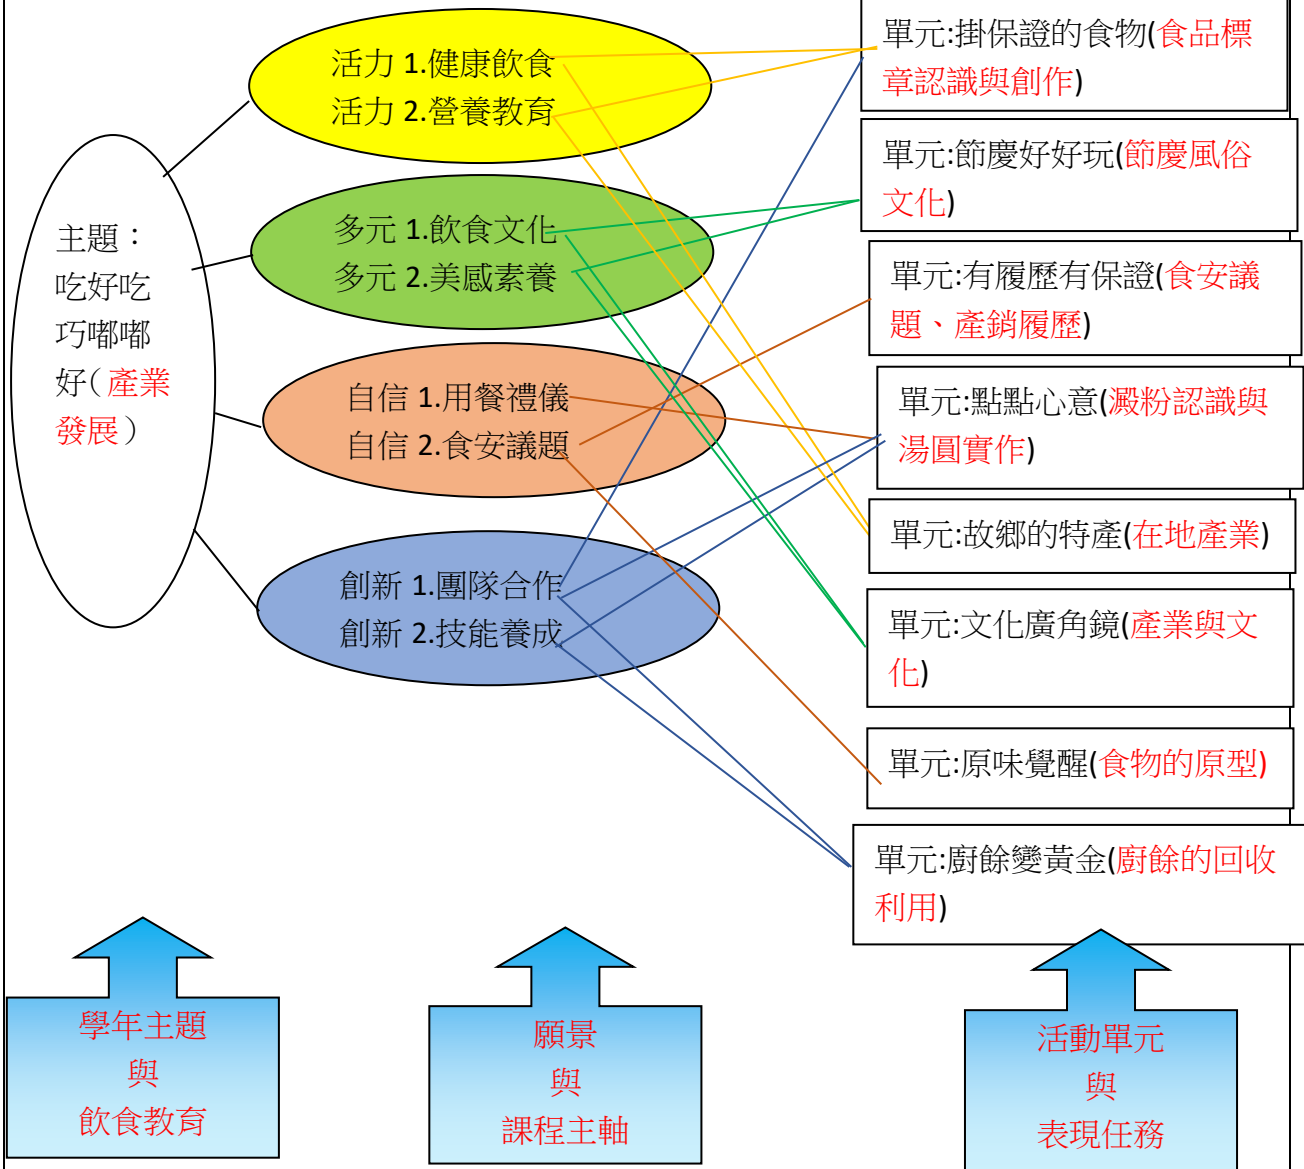 主題：
吃好吃
巧嘟嘟
好（產業
發展）
活力 1.健康飲食
活力 2.營養教育
多元 1.飲食文化
多元 2.美感素養
自信 1.用餐禮儀
自信 2.食安議題
創新 1.團隊合作
創新 2.技能養成
單元:掛保證的食物(食品標
章認識與創作)
單元:節慶好好玩(節慶風俗
文化)
單元:有履歷有保證(食安議
題、產銷履歷)
單元:點點心意(澱粉認識與
湯圓實作)
單元:故鄉的特產(在地產業)
單元:文化廣角鏡(產業與文
化)
單元:原味覺醒(食物的原型)
單元:廚餘變黃金(廚餘的回收
利用)
學年主題
與
飲食教育
願景
與
課程主軸
活動單元
與
表現任務